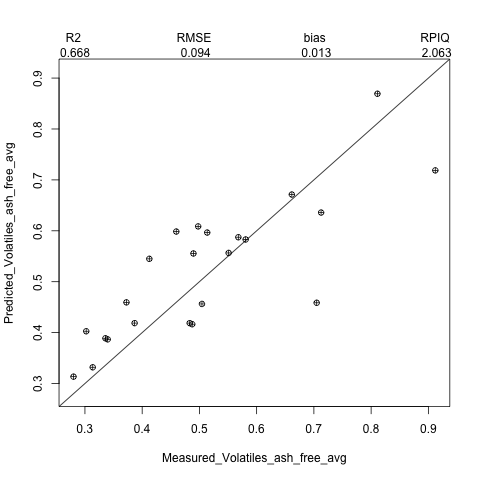 R2 RMSE bias RPIQ
0.668 0.094 0.013 2.063
Predicted_Volatiles_ash_free_avg
0.9
0.8
0.7
0.6
0.5
0.4
0.3
0.3 0.4 0.5 0.6 0.7 0.8 0.9
Measured_Volatiles_ash_free_avg